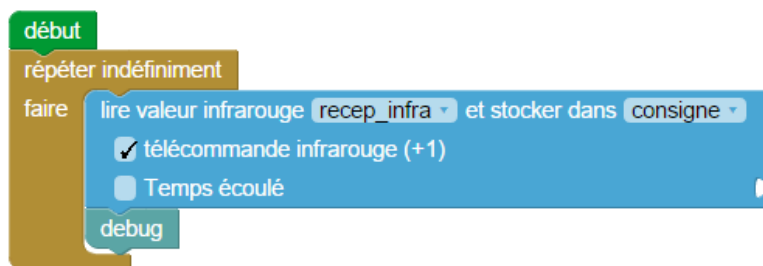 début
répéter indéfiniment
faire lire valeur infrarouge recep_infra et stocker dans consigne
télécommande infrarouge (+1)
Temps écoulé
debug